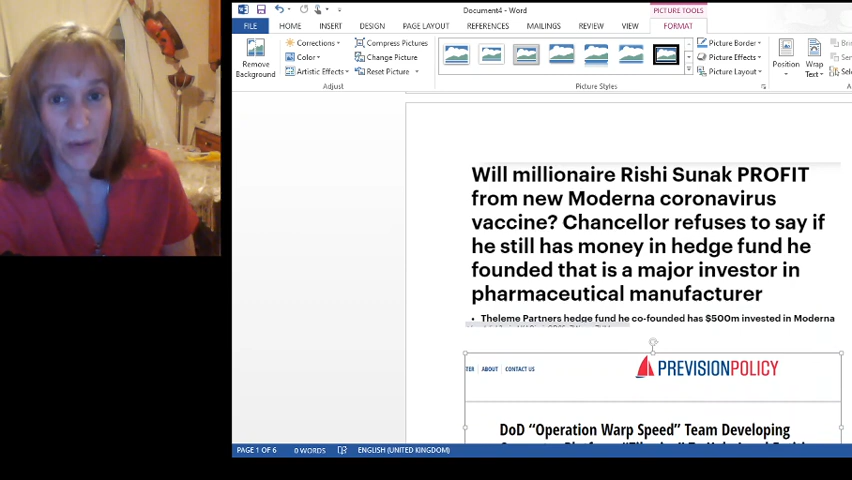 Document4 - Word
PICTURE TOOLS
FILE HOME INSERT DESIGN PAGE LAYOUT REFERENCES MAILINGS REVIEW VIEW FORMAT
Remove Background
Corrections
Color
Artistic Effects
Compress Pictures
Change Picture
Reset Picture
Adjust
Picture Styles
Picture Border
Picture Effects
Picture Layout
Position
Wrap Text
Will millionaire Rishi Sunak PROFIT
from new Moderna coronavirus
vaccine? Chancellor refuses to say if
he still has money in hedge fund he
founded that is a major investor in
pharmaceutical manufacturer
• Theleme Partners hedge fund he co-founded has $500m invested in Moderna
ABOUT CONTACT US
PREVISIONPOLICY
DoD “Operation Warp Speed” Team Developing
PAGE 1 OF 6 0 WORDS ENGLISH (UNITED KINGDOM)